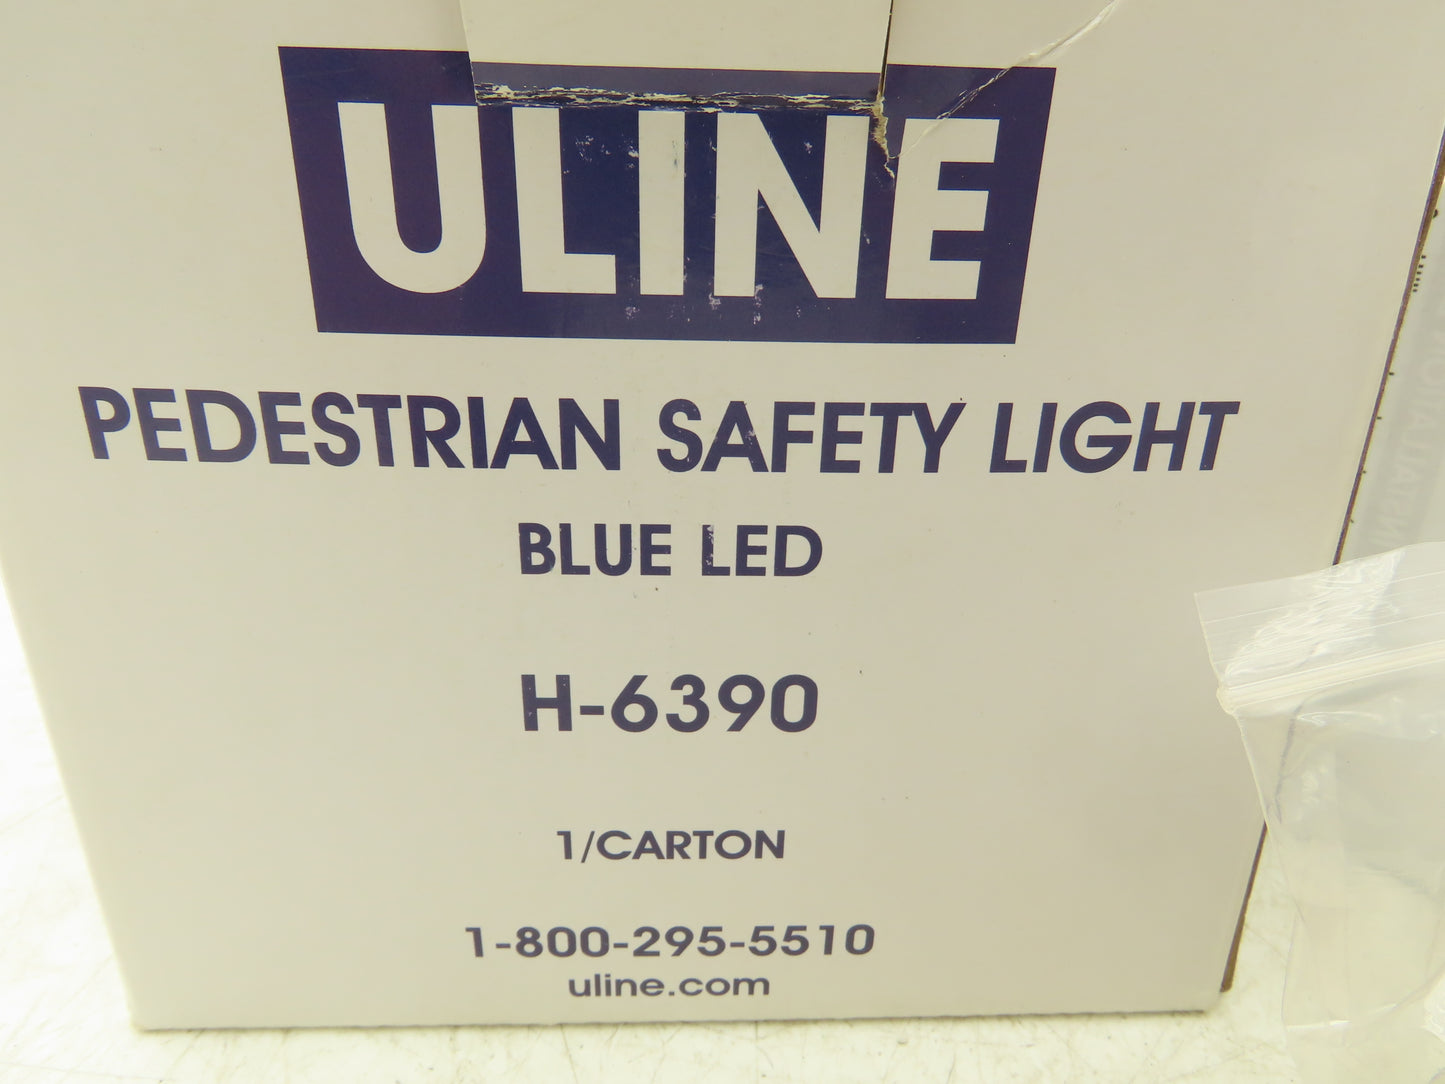 ULINE
PEDESTRIAN SAFETY LIGHT
BLUE LED
H-6390
1/CARTON
1-800-295-5510
uline.com